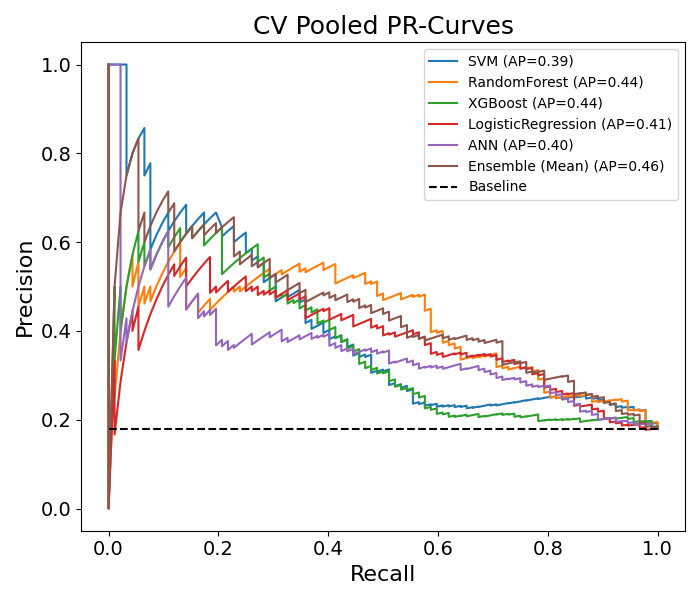 CV Pooled PR-Curves
SVM (AP=0.39)
RandomForest (AP=0.44)
XGBoost (AP=0.44)
LogisticRegression (AP=0.41)
ANN (AP=0.40)
Ensemble (Mean) (AP=0.46)
Baseline
Precision
1.0
0.8
0.6
0.4
0.2
0.0
0.0 0.2 0.4 0.6 0.8 1.0
Recall